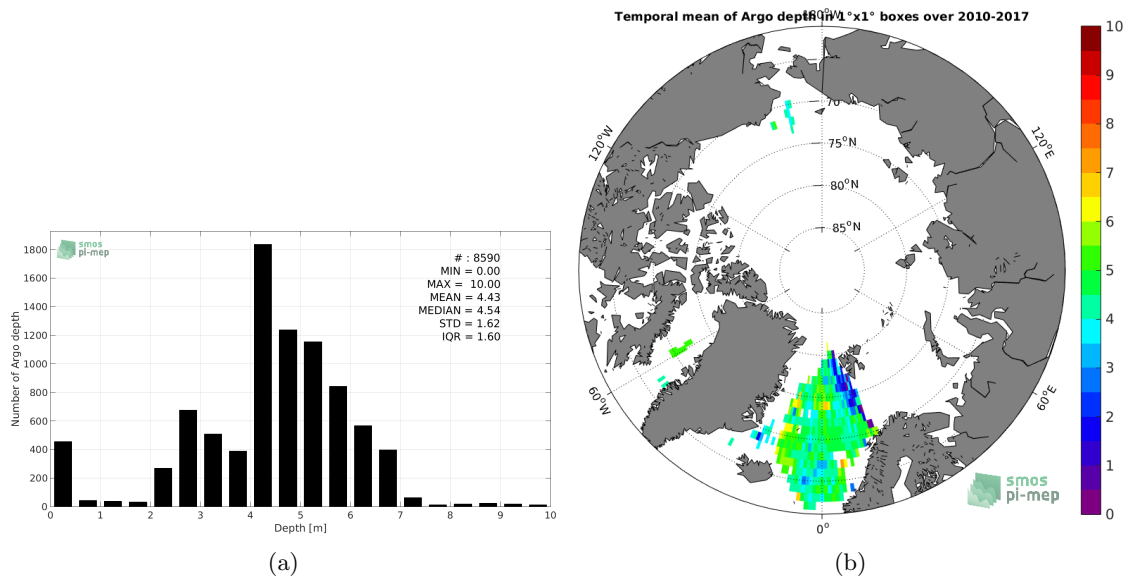 smos
pi-mep
# : 8590
MIN = 0.00
MAX = 10.00
MEAN = 4.43
MEDIAN = 4.54
STD = 1.62
IQR = 1.60
Number of Argo depth
1800
1600
1400
1200
1000
800
600
400
200
0
0 1 2 3 4 5 6 7 8 9 10
Depth [m]
(a)
Temporal mean of Argo depth in 1°x1° boxes over 2010-2017
180°W
120°W
120°E
60°W
60°E
0°
75°N
80°N
85°N
smos
pi-mep
10
9
8
7
6
5
4
3
2
1
0
(b)